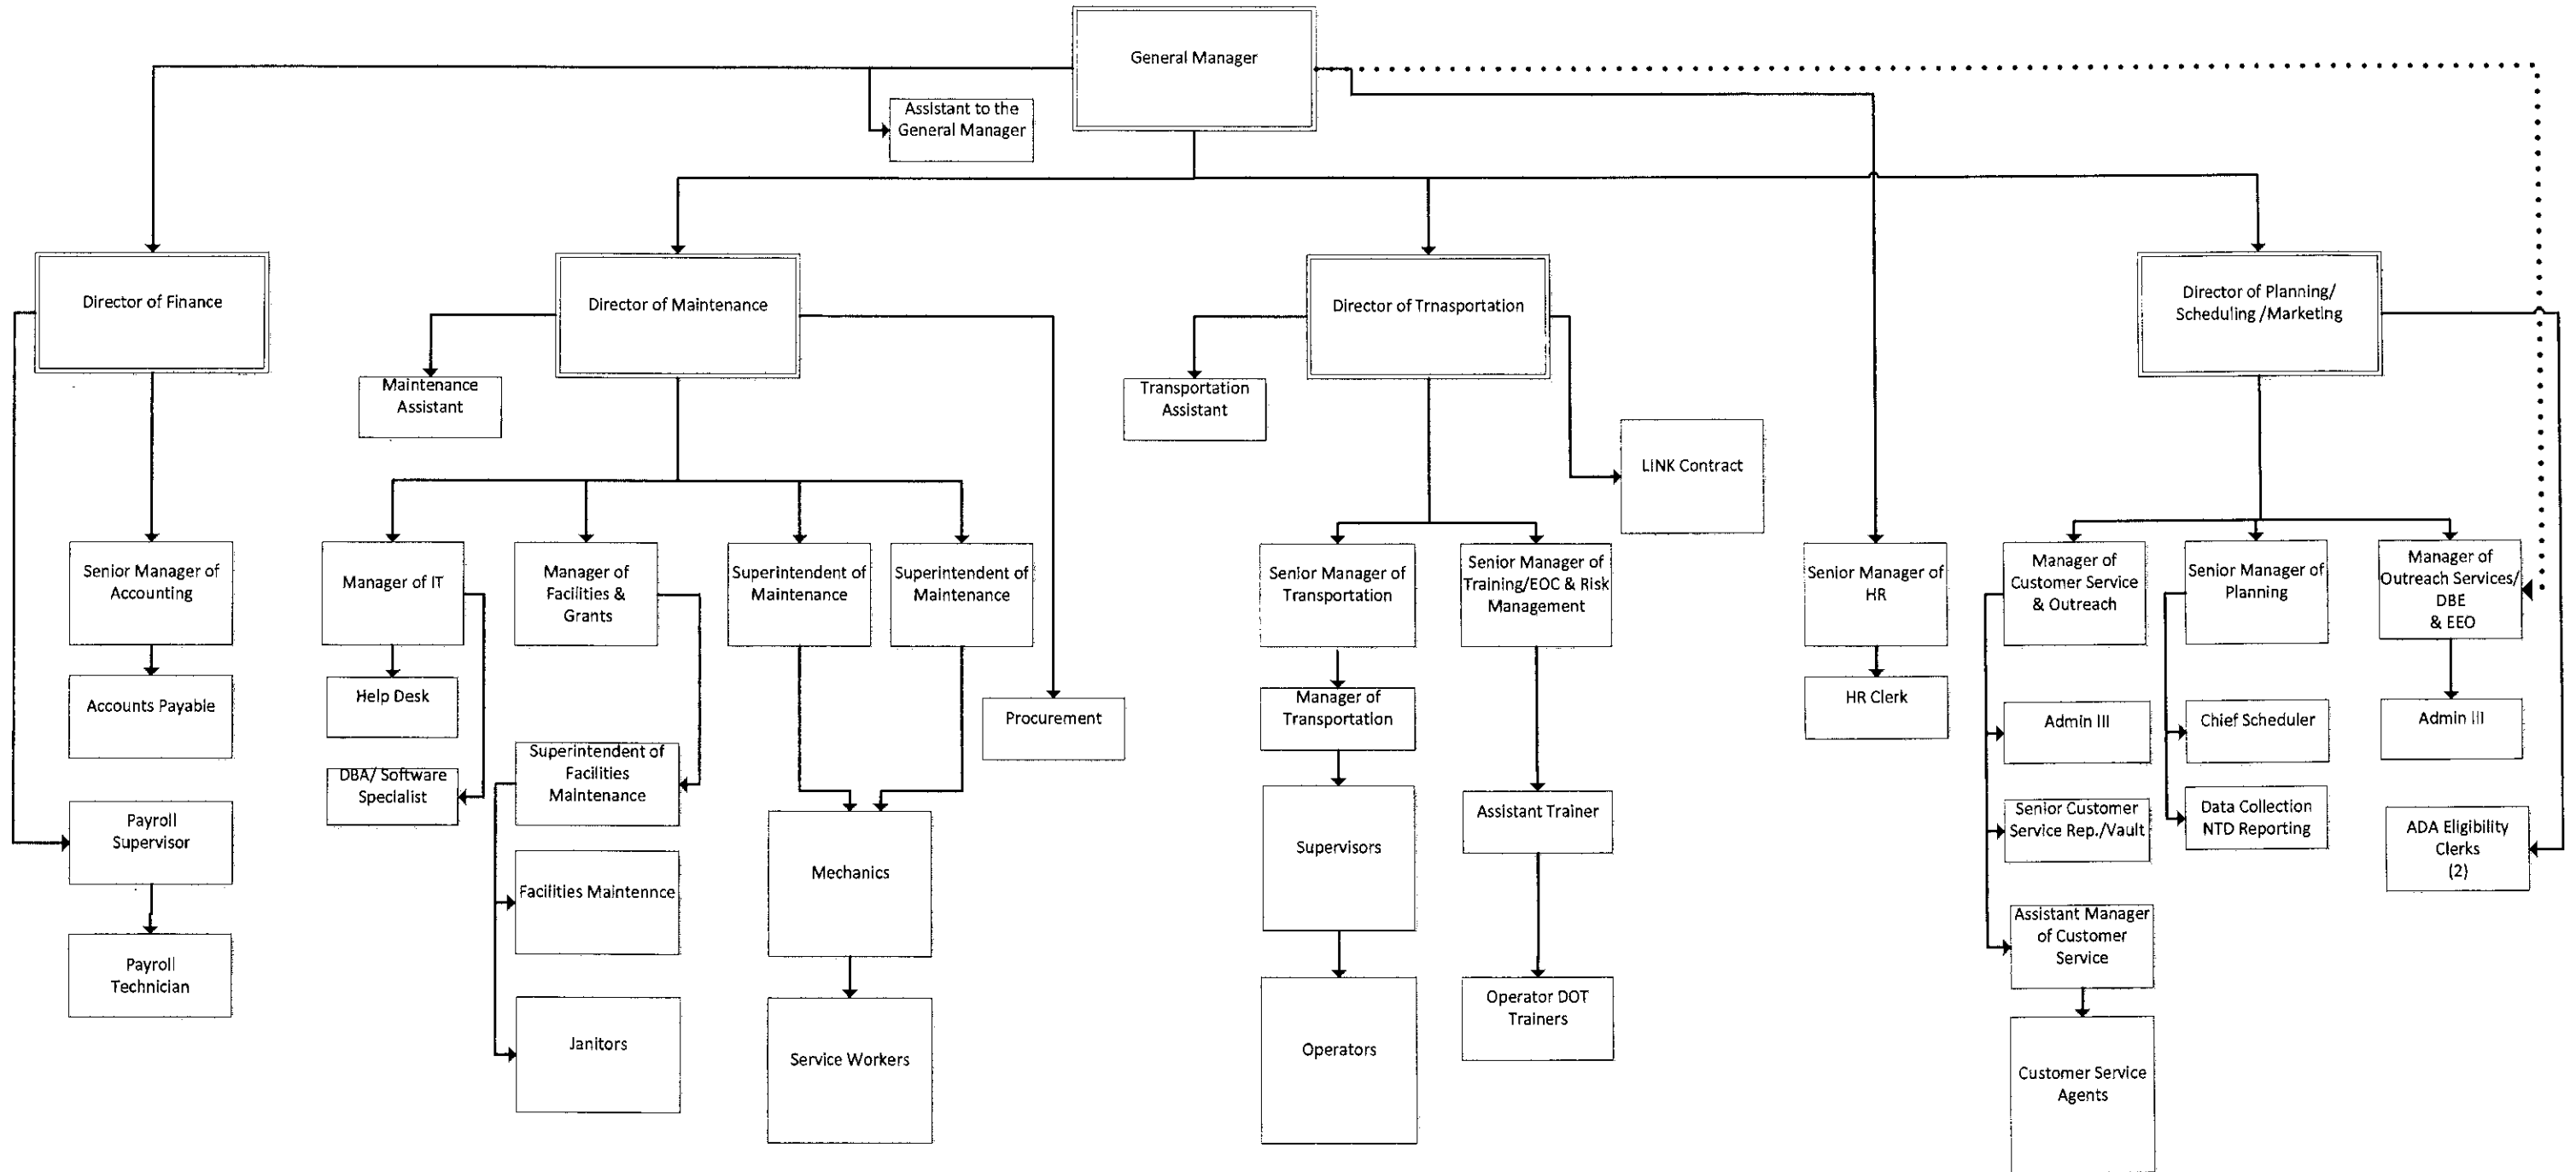 General Manager
Assistant to the
General Manager
Director of Finance
Director of Maintenance
Director of Trnasportation
Director of Planning/
Scheduling /Marketing
Maintenance
Assistant
Transportation
Assistant
LINK Contract
Senior Manager of
Accounting
Manager of IT
Manager of
Facilities &
Grants
Superintendent of
Maintenance
Superintendent of
Maintenance
Senior Manager of
Transportation
Senior Manager of
Training/EOC & Risk
Management
Senior Manager of
HR
Manager of
Customer Service
& Outreach
Senior Manager of
Planning
Manager of
Outreach Services/
DBE
& EEO
Accounts Payable
Help Desk
Procurement
Manager of
Transportation
HR Clerk
Admin III
Chief Scheduler
Admin III
DBA/ Software
Specialist
Superintendent of
Facilities
Maintenance
Payroll
Supervisor
Mechanics
Supervisors
Assistant Trainer
Senior Customer
Service Rep./Vault
Data Collection
NTD Reporting
ADA Eligibility
Clerks
(2)
Facilities Maintennce
Assistant Manager
of Customer
Service
Payroll
Technician
Janitors
Service Workers
Operators
Operator DOT
Trainers
Customer Service
Agents